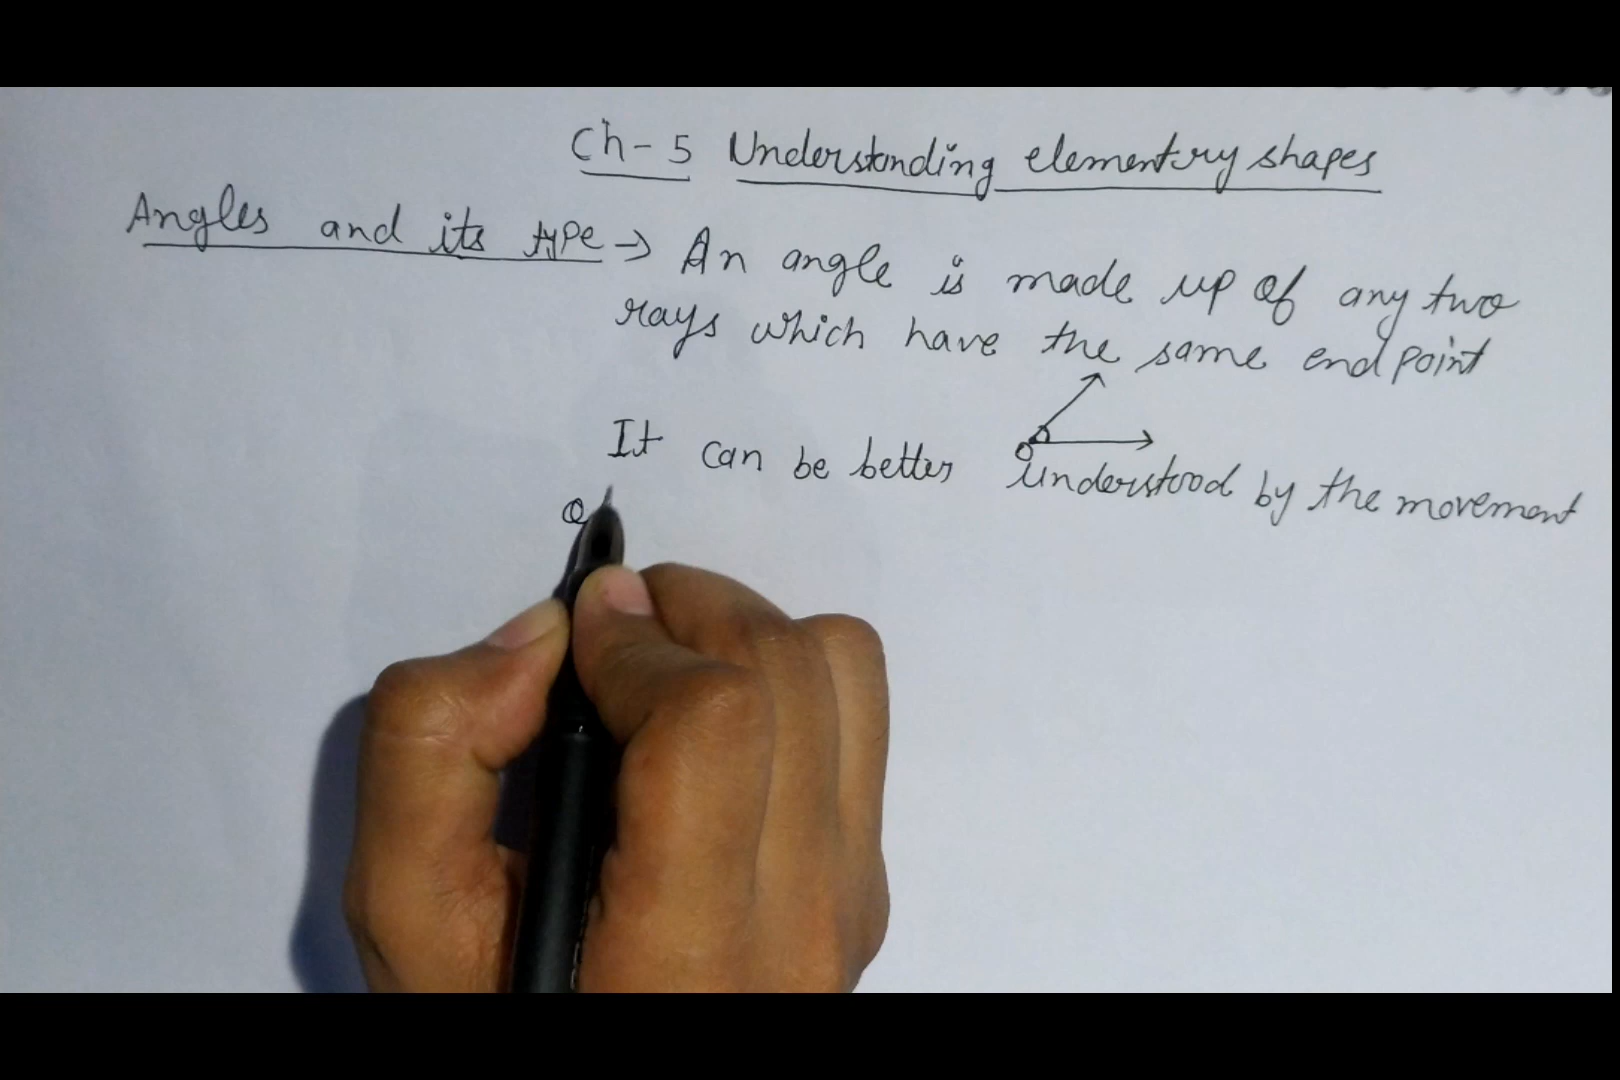 Ch-5 Understanding elementry shapes
Angles and its type → An angle is made up of any two
rays which have the same end point
O
It can be better understood by the movement